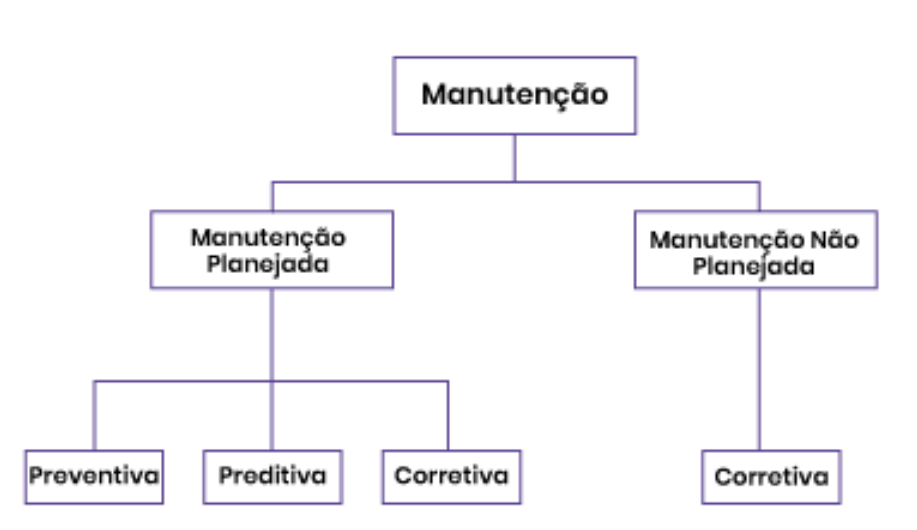 Manutenção
Manutenção
Planejada
Manutenção Não
Planejada
Preventiva
Preditiva
Corretiva
Corretiva